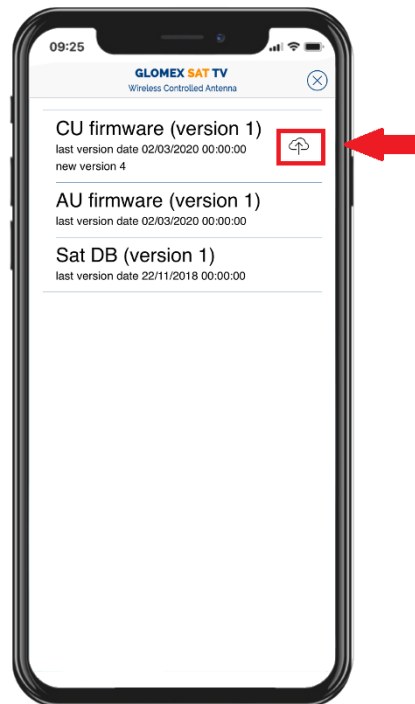 09:25
GLOMEX SAT TV
Wireless Controlled Antenna
CU firmware (version 1)
last version date 02/03/2020 00:00:00
new version 4
AU firmware (version 1)
last version date 02/03/2020 00:00:00
Sat DB (version 1)
last version date 22/11/2018 00:00:00